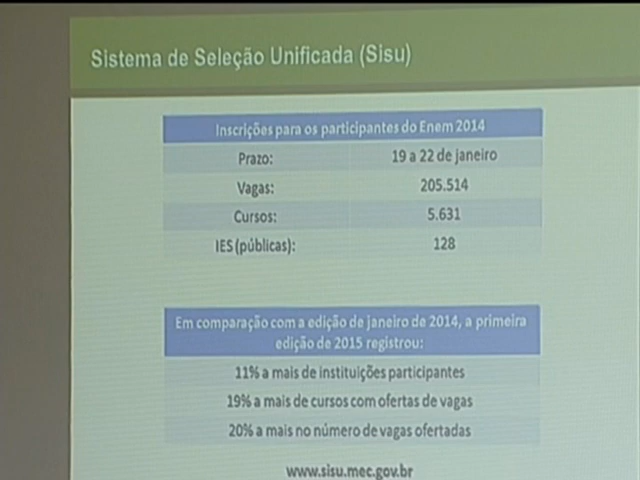 Sistema de Seleção Unificada (Sisu)
Inscrições para os participantes do Enem 2014
Prazo: 19 a 22 de janeiro
Vagas: 205.514
Cursos: 5.631
IES (públicas): 128
Em comparação com a edição de janeiro de 2014, a primeira
edição de 2015 registrou:
11% a mais de instituições participantes
19% a mais de cursos com ofertas de vagas
20% a mais no número de vagas ofertadas
www.sisu.mec.gov.br